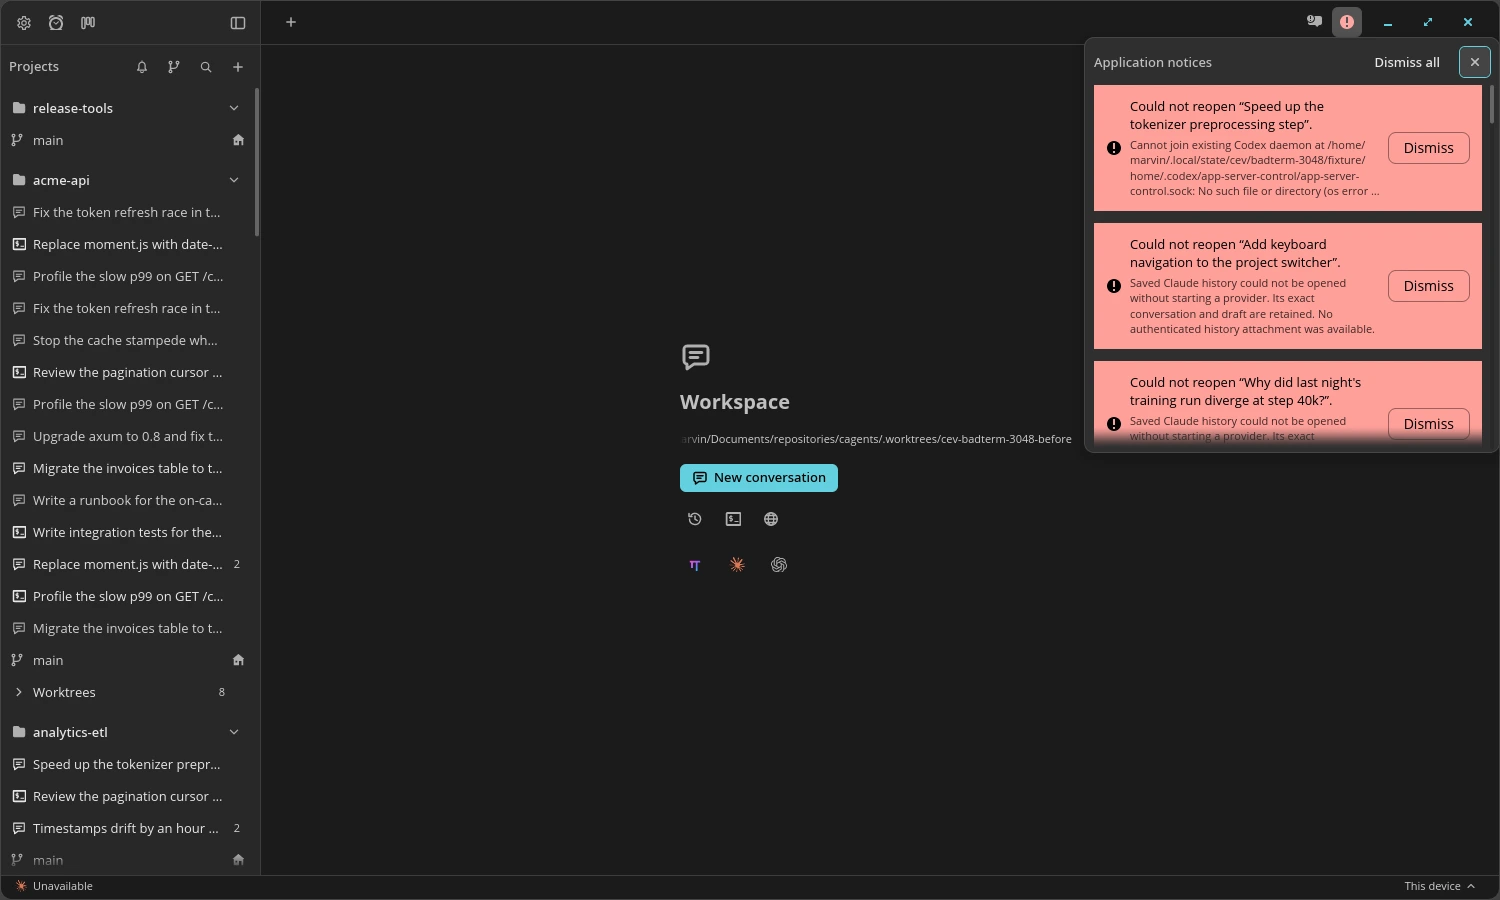 Projects
release-tools
main
acme-api
Fix the token refresh race in t...
Replace moment.js with date-...
Profile the slow p99 on GET /c...
Fix the token refresh race in t...
Stop the cache stampede wh...
Review the pagination cursor ...
Profile the slow p99 on GET /c...
Upgrade axum to 0.8 and fix t...
Migrate the invoices table to t...
Write a runbook for the on-ca...
Write integration tests for the...
Replace moment.js with date-... 2
Profile the slow p99 on GET /c...
Migrate the invoices table to t...
main
Worktrees 8
analytics-etl
Speed up the tokenizer prepr...
Review the pagination cursor ...
Timestamps drift by an hour ... 2
main
Unavailable
Workspace
arvin/Documents/repositories/cagents/.worktrees/cev-badterm-3048-before
New conversation
Application notices
Dismiss all
Could not reopen “Speed up the
tokenizer preprocessing step”.
Cannot join existing Codex daemon at /home/
marvin/.local/state/cev/badterm-3048/fixture/
home/.codex/app-server-control/app-server-
control.sock: No such file or directory (os error ...
Dismiss
Could not reopen “Add keyboard
navigation to the project switcher”.
Saved Claude history could not be opened
without starting a provider. Its exact
conversation and draft are retained. No
authenticated history attachment was available.
Dismiss
Could not reopen “Why did last night's
training run diverge at step 40k?”.
Saved Claude history could not be opened
without starting a provider. Its exact
Dismiss
This device